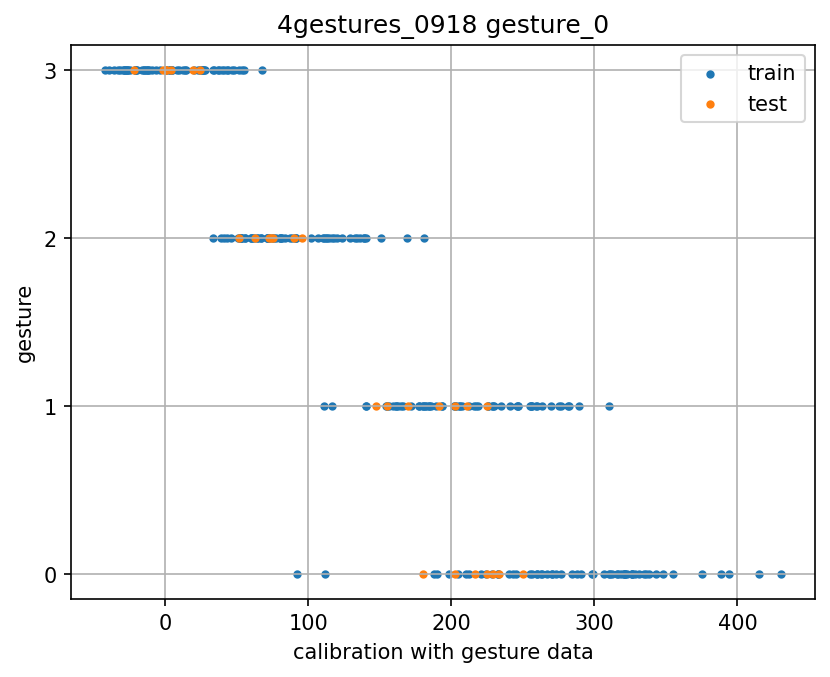 4gestures_0918 gesture_0
train
test
gesture
3
2
1
0
0 100 200 300 400
calibration with gesture data